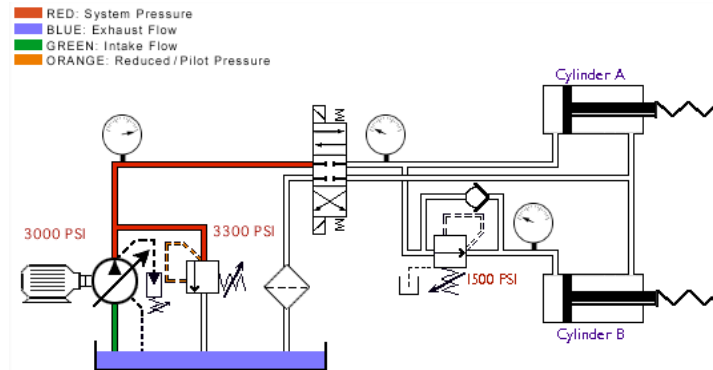 RED: System Pressure
BLUE: Exhaust Flow
GREEN: Intake Flow
ORANGE: Reduced/Pilot Pressure
Cylinder A
3000 PSI
3300 PSI
1500 PSI
Cylinder B